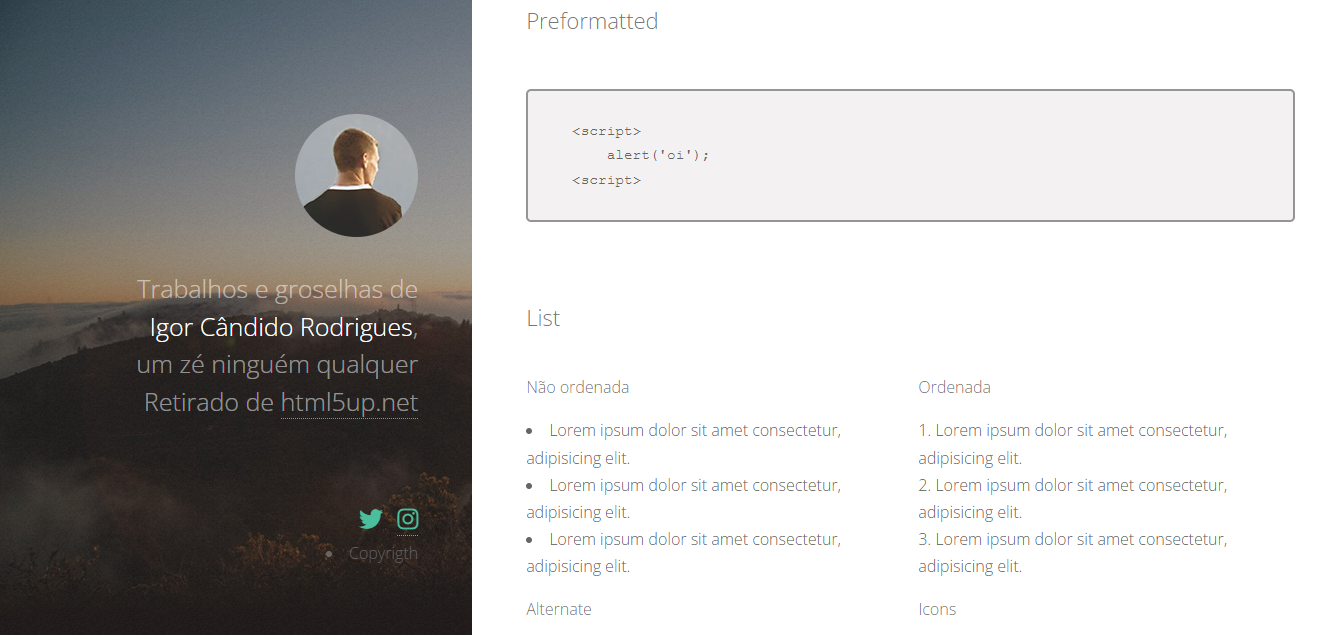 Trabalhos e groselhas de
Igor Cândido Rodrigues,
um zé ninguém qualquer
Retirado de html5up.net
Copyrigth
Preformatted
<script>
alert('oi');
<script>
List
Não ordenada
Lorem ipsum dolor sit amet consectetur,
adipisicing elit.
Lorem ipsum dolor sit amet consectetur,
adipisicing elit.
Lorem ipsum dolor sit amet consectetur,
adipisicing elit.
Ordenada
1. Lorem ipsum dolor sit amet consectetur,
adipisicing elit.
2. Lorem ipsum dolor sit amet consectetur,
adipisicing elit.
3. Lorem ipsum dolor sit amet consectetur,
adipisicing elit.
Alternate
Icons